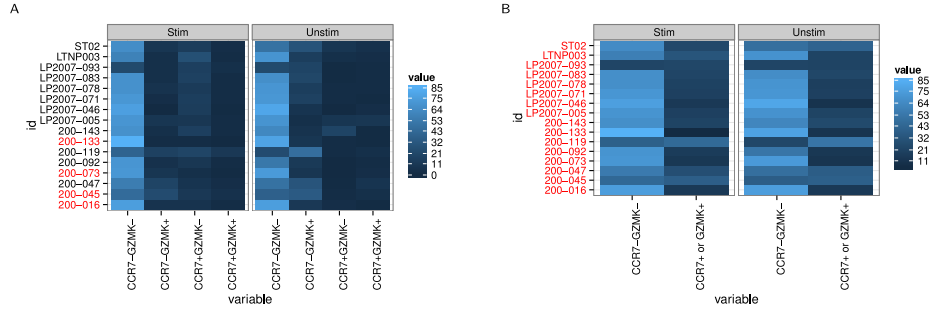 A
Stim
Unstim
ST02
LTNP003
LP2007−093
LP2007−083
LP2007−078
LP2007−071
LP2007−046
LP2007−005
200−143
200−133
200−119
200−092
200−073
200−047
200−045
200−016
id
CCR7−GZMK−
CCR7−GZMK+
CCR7+GZMK−
CCR7+GZMK+
CCR7−GZMK−
CCR7−GZMK+
CCR7+GZMK−
CCR7+GZMK+
variable
value
85
74
64
53
43
32
21
11
0
B
Stim
Unstim
ST02
LTNP003
LP2007−093
LP2007−083
LP2007−078
LP2007−071
LP2007−046
LP2007−005
200−143
200−133
200−119
200−092
200−073
200−047
200−045
200−016
id
CCR7−GZMK−
CCR7+ or GZMK+
CCR7−GZMK−
CCR7+ or GZMK+
variable
value
85
74
64
53
43
32
21
11